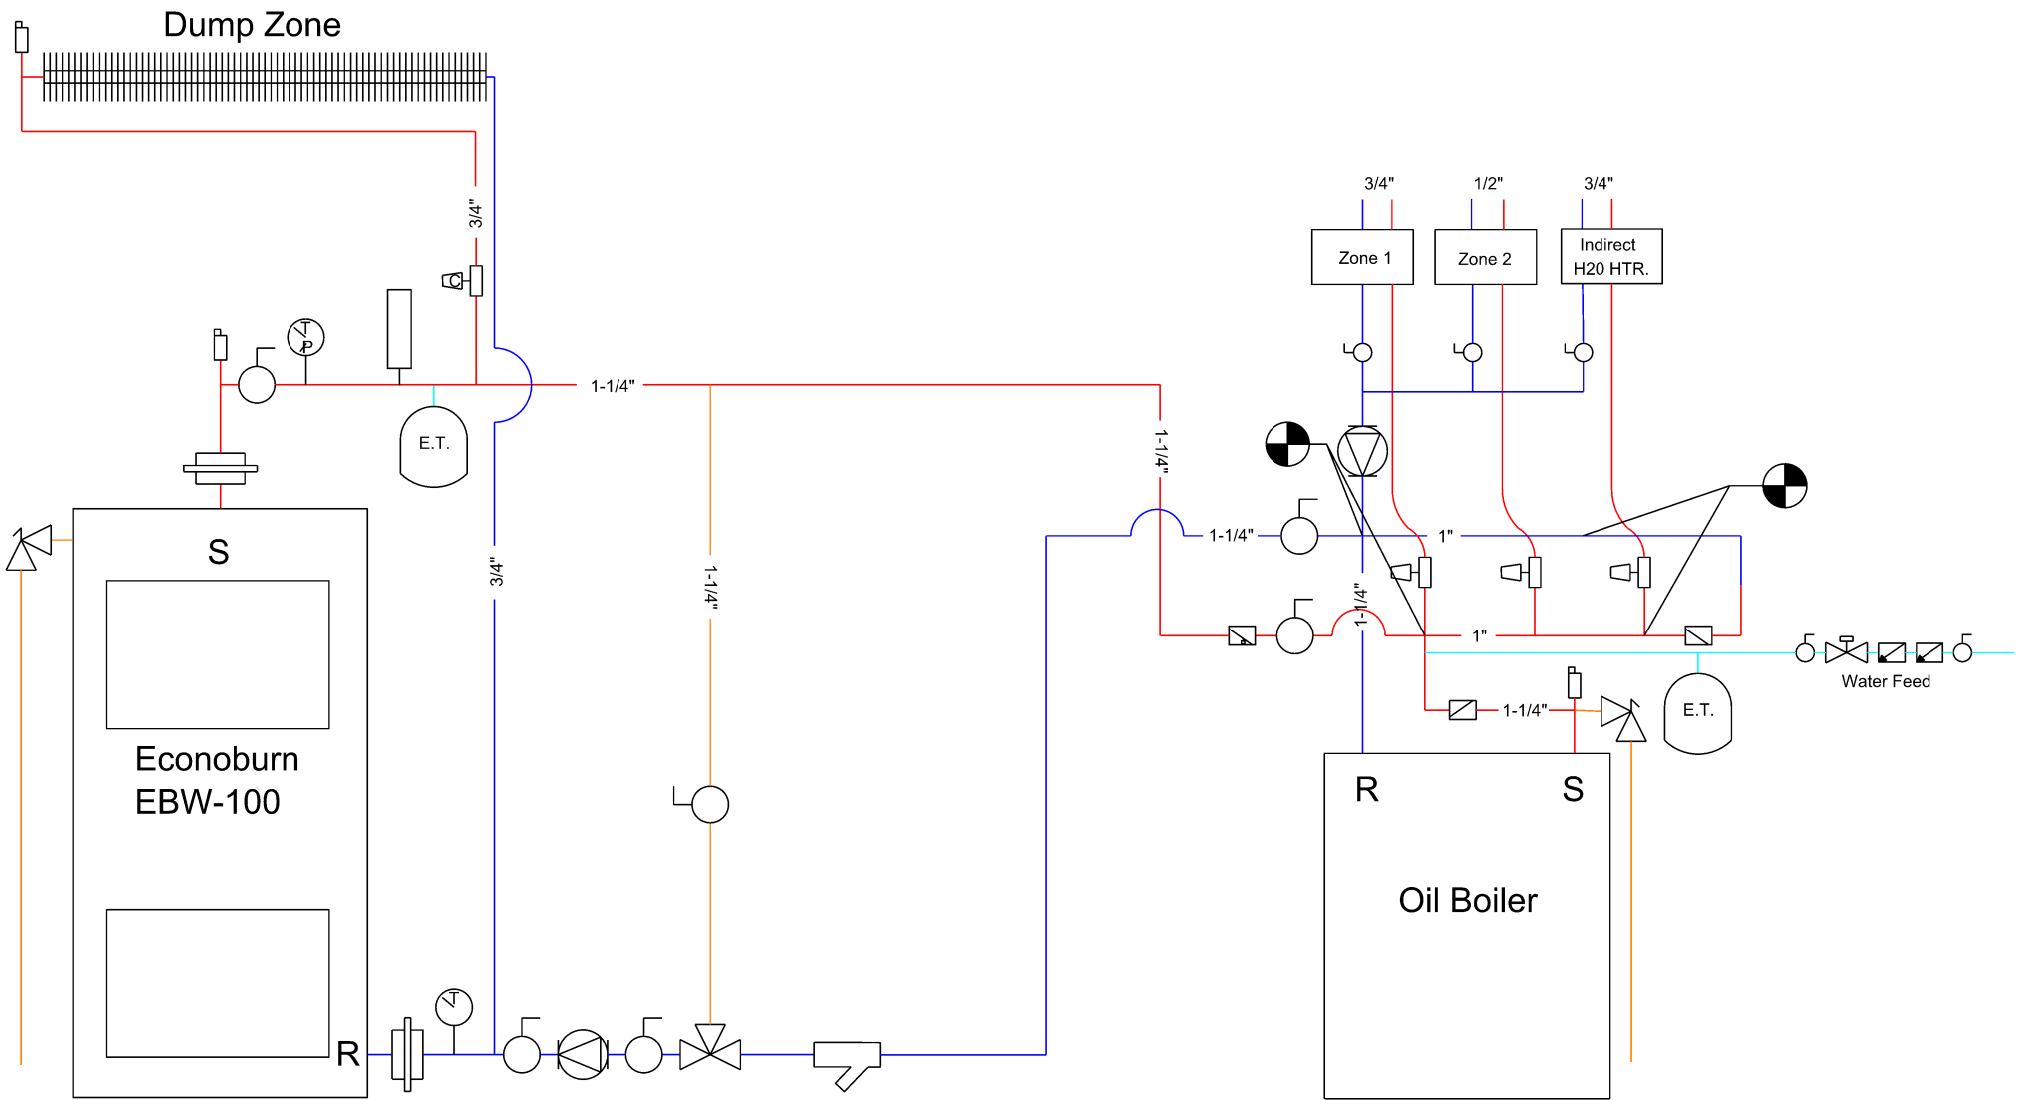 Dump Zone
3/4"
1/2"
3/4"
3/4"
Zone 1
Zone 2
Indirect
H20 HTR.
C
T
P
1-1/4"
E.T.
1-1/4"
S
1-1/4"
1"
3/4"
1-1/4"
1-1/4"
1"
Water Feed
1-1/4"
E.T.
Econoburn
EBW-100
R
S
Oil Boiler
T
R